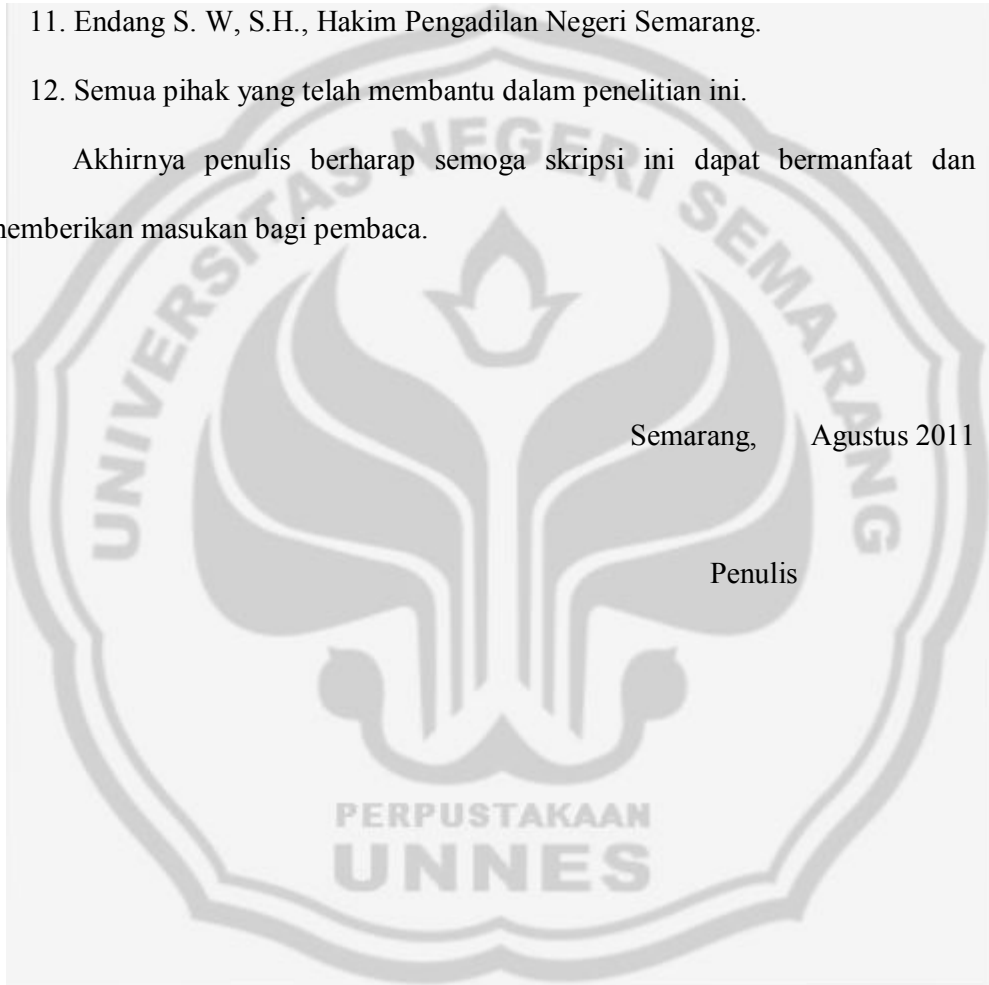 11. Endang S. W, S.H., Hakim Pengadilan Negeri Semarang.
12. Semua pihak yang telah membantu dalam penelitian ini.
Akhirnya penulis berharap semoga skripsi ini dapat bermanfaat dan
memberikan masukan bagi pembaca.
UNIVERSITAS NEGERI SEMARANG
Semarang, Agustus 2011
Penulis
PERPUSTAKAAN
UNNES